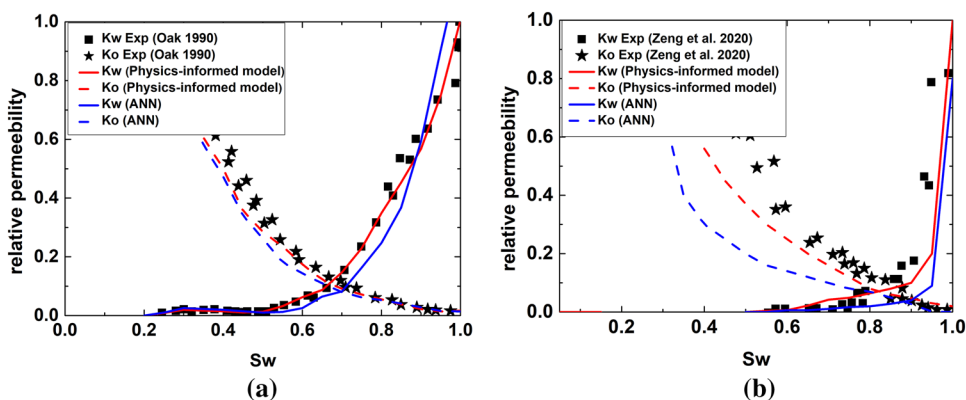 relative permeebility
1.0
0.8
0.6
0.4
0.2
0.0
Kw Exp (Oak 1990)
Ko Exp (Oak 1990)
Kw (Physics-informed model)
Ko (Physics-informed model)
Kw (ANN)
Ko (ANN)
0.0 0.2 0.4 0.6 0.8 1.0
Sw
(a)
relative permeebility
1.0
0.8
0.6
0.4
0.2
0.0
Kw Exp (Zeng et al. 2020)
Ko Exp (Zeng et al. 2020)
Kw (Physics-informed model)
Ko (Physics-informed model)
Kw (ANN)
Ko (ANN)
0.0 0.2 0.4 0.6 0.8 1.0
Sw
(b)